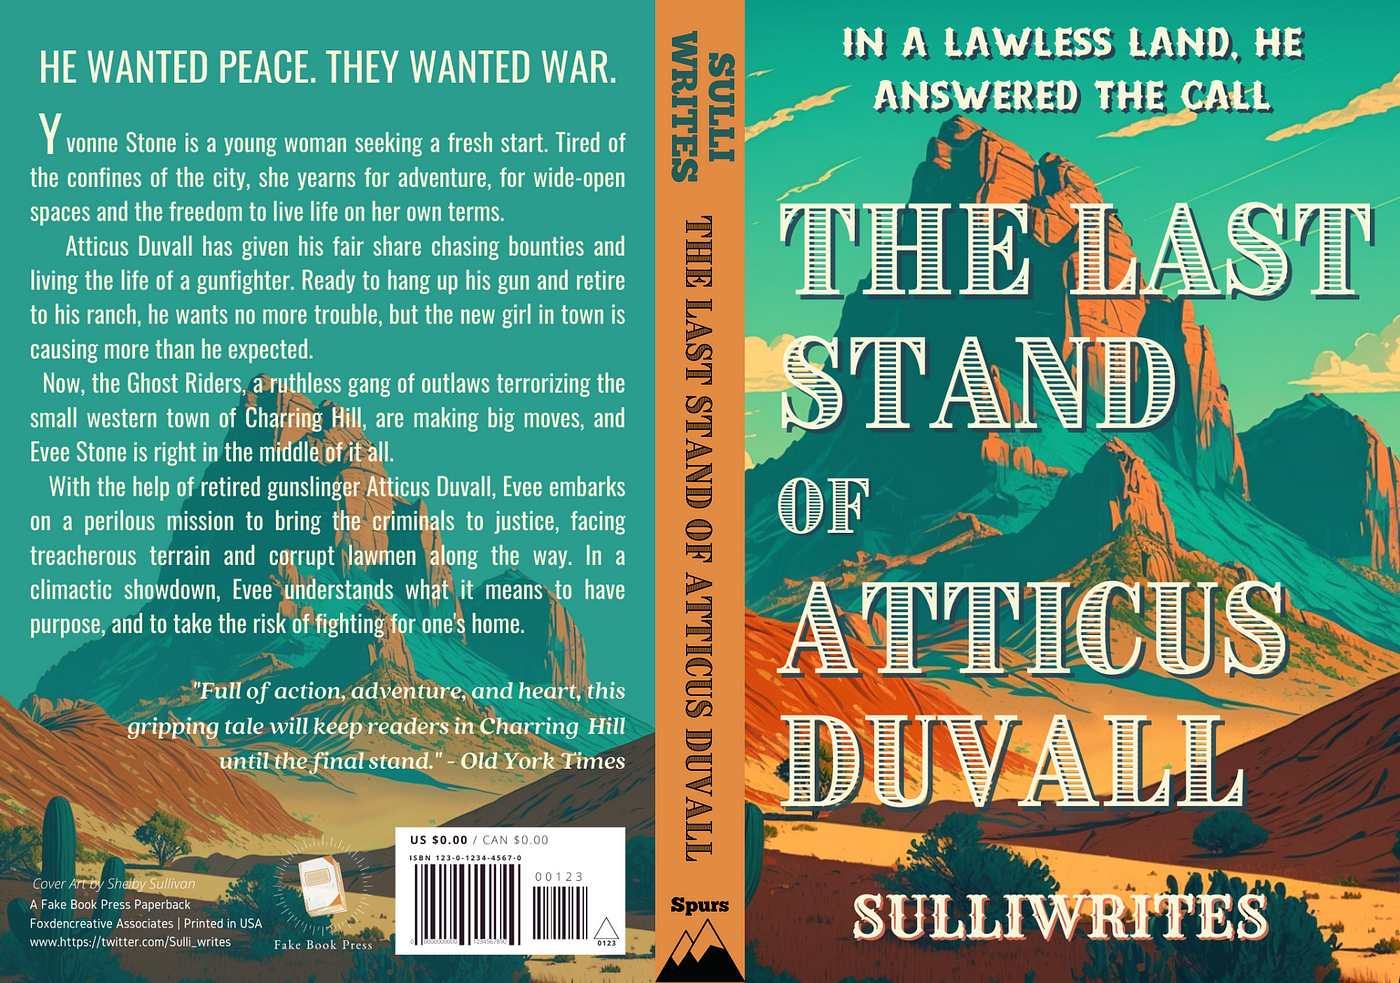 HE WANTED PEACE. THEY WANTED WAR.
Yvonne Stone is a young woman seeking a fresh start. Tired of
the confines of the city, she yearns for adventure, for wide-open
spaces and the freedom to live life on her own terms.
Atticus Duvall has given his fair share chasing bounties and
living the life of a gunfighter. Ready to hang up his gun and retire
to his ranch, he wants no more trouble, but the new girl in town is
causing more than he expected.
Now, the Ghost Riders, a ruthless gang of outlaws terrorizing the
small western town of Charring Hill, are making big moves, and
Evee Stone is right in the middle of it all.
With the help of retired gunslinger Atticus Duvall, Evee embarks
on a perilous mission to bring the criminals to justice, facing
treacherous terrain and corrupt lawmen along the way. In a
climactic showdown, Evee understands what it means to have
purpose, and to take the risk of fighting for one's home.
"Full of action, adventure, and heart, this
gripping tale will keep readers in Charring Hill
until the final stand." - Old York Times
Cover Art by Shelby Sullivan
A Fake Book Press Paperback
Foxdencreative Associates | Printed in USA
www.https://twitter.com/Sulli_writes
Fake Book Press
US $0.00 / CAN $0.00
ISBN 123-0-1234-4567-0
00123
0123
SULLI
WRITES
THE LAST STAND OF ATTICUS DUVALL
Spurs
IN A LAWLESS LAND, HE
ANSWERED THE CALL
THE LAST
STAND
OF
ATTICUS
DUVALL
SULLIWRITES